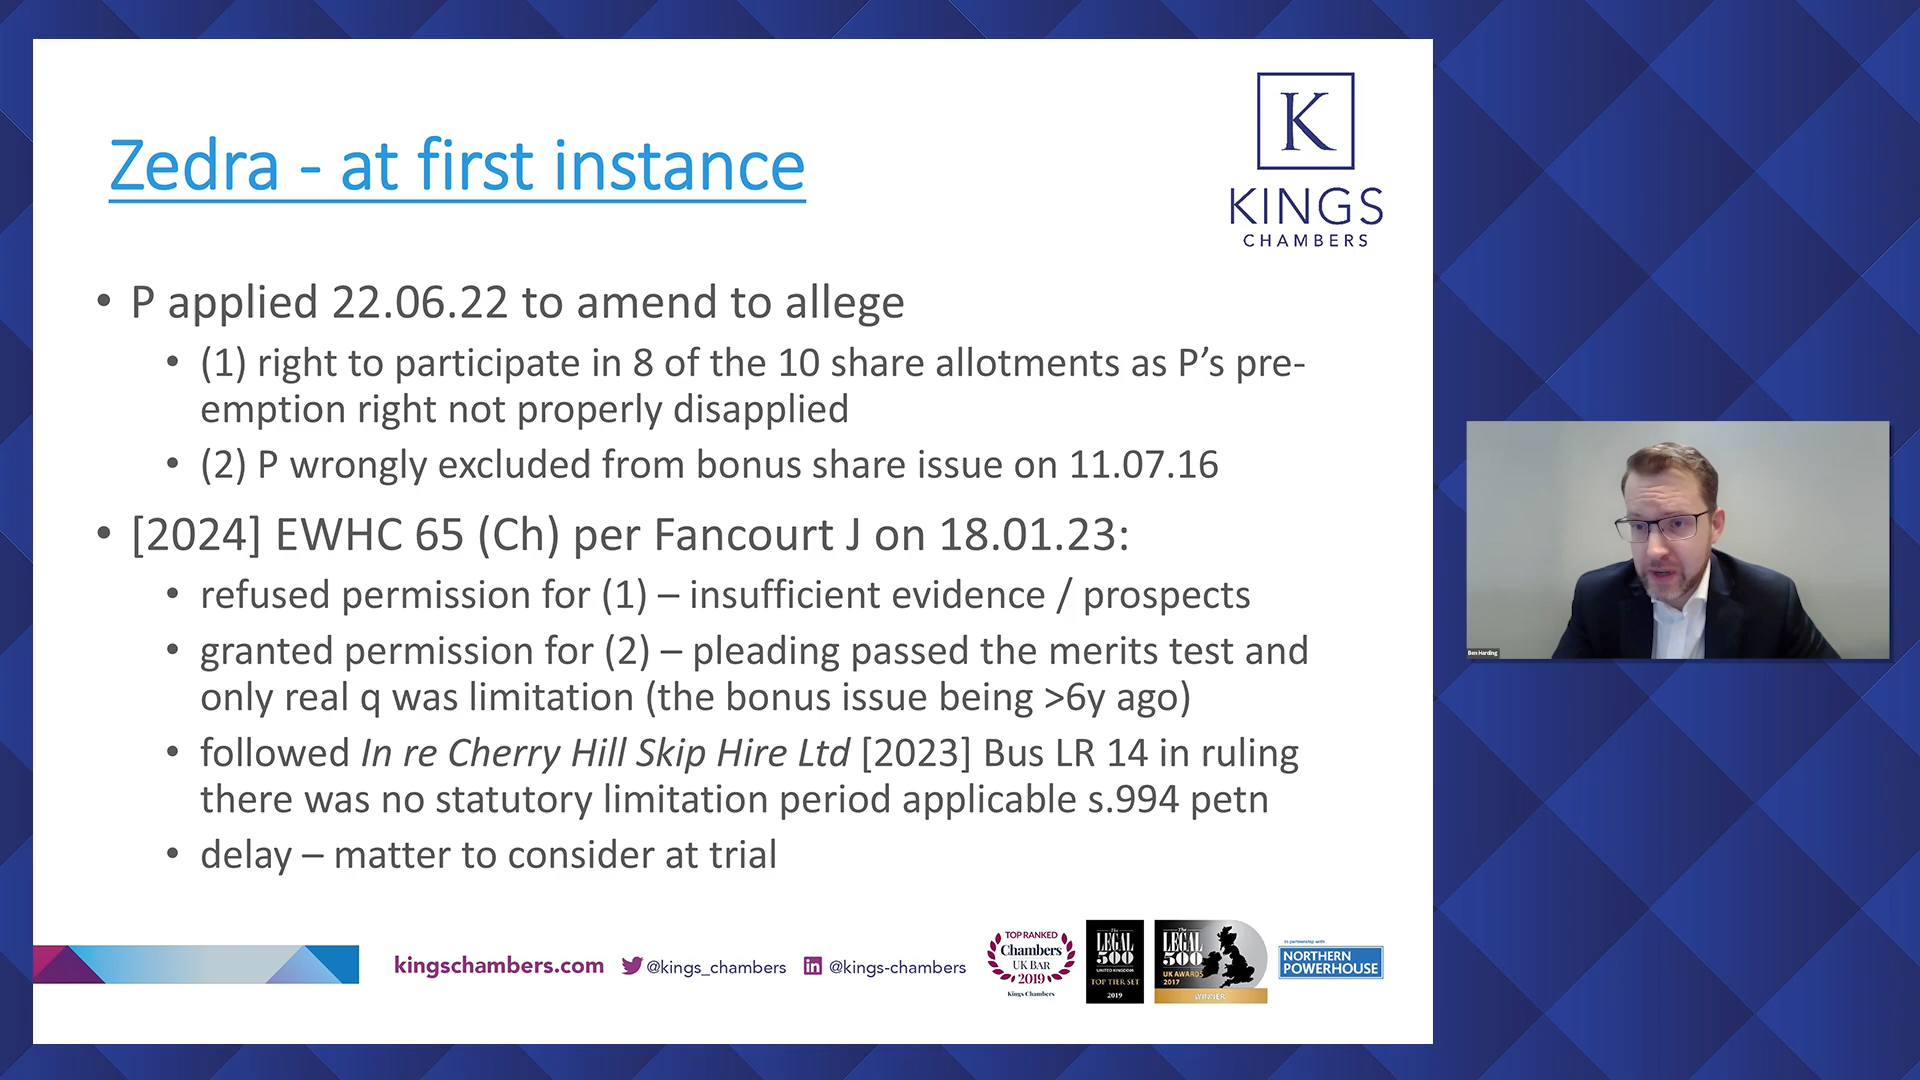 K
KINGS
CHAMBERS
Zedra - at first instance
• P applied 22.06.22 to amend to allege
• (1) right to participate in 8 of the 10 share allotments as P’s pre-
emption right not properly disapplied
• (2) P wrongly excluded from bonus share issue on 11.07.16
• [2024] EWHC 65 (Ch) per Fancourt J on 18.01.23:
• refused permission for (1) – insufficient evidence / prospects
• granted permission for (2) – pleading passed the merits test and
only real q was limitation (the bonus issue being >6y ago)
• followed In re Cherry Hill Skip Hire Ltd [2023] Bus LR 14 in ruling
there was no statutory limitation period applicable s.994 petn
• delay – matter to consider at trial
Ben Harding
kingschambers.com
@kings_chambers
in
@kings-chambers
TOP RANKED
Chambers
UK BAR
2019
Kings Chambers
The
LEGAL
500
UNITED KINGDOM
TOP TIER SET
2019
The
LEGAL
500
UK AWARDS
2017
WINNER
in partnership with
NORTHERN
POWERHOUSE